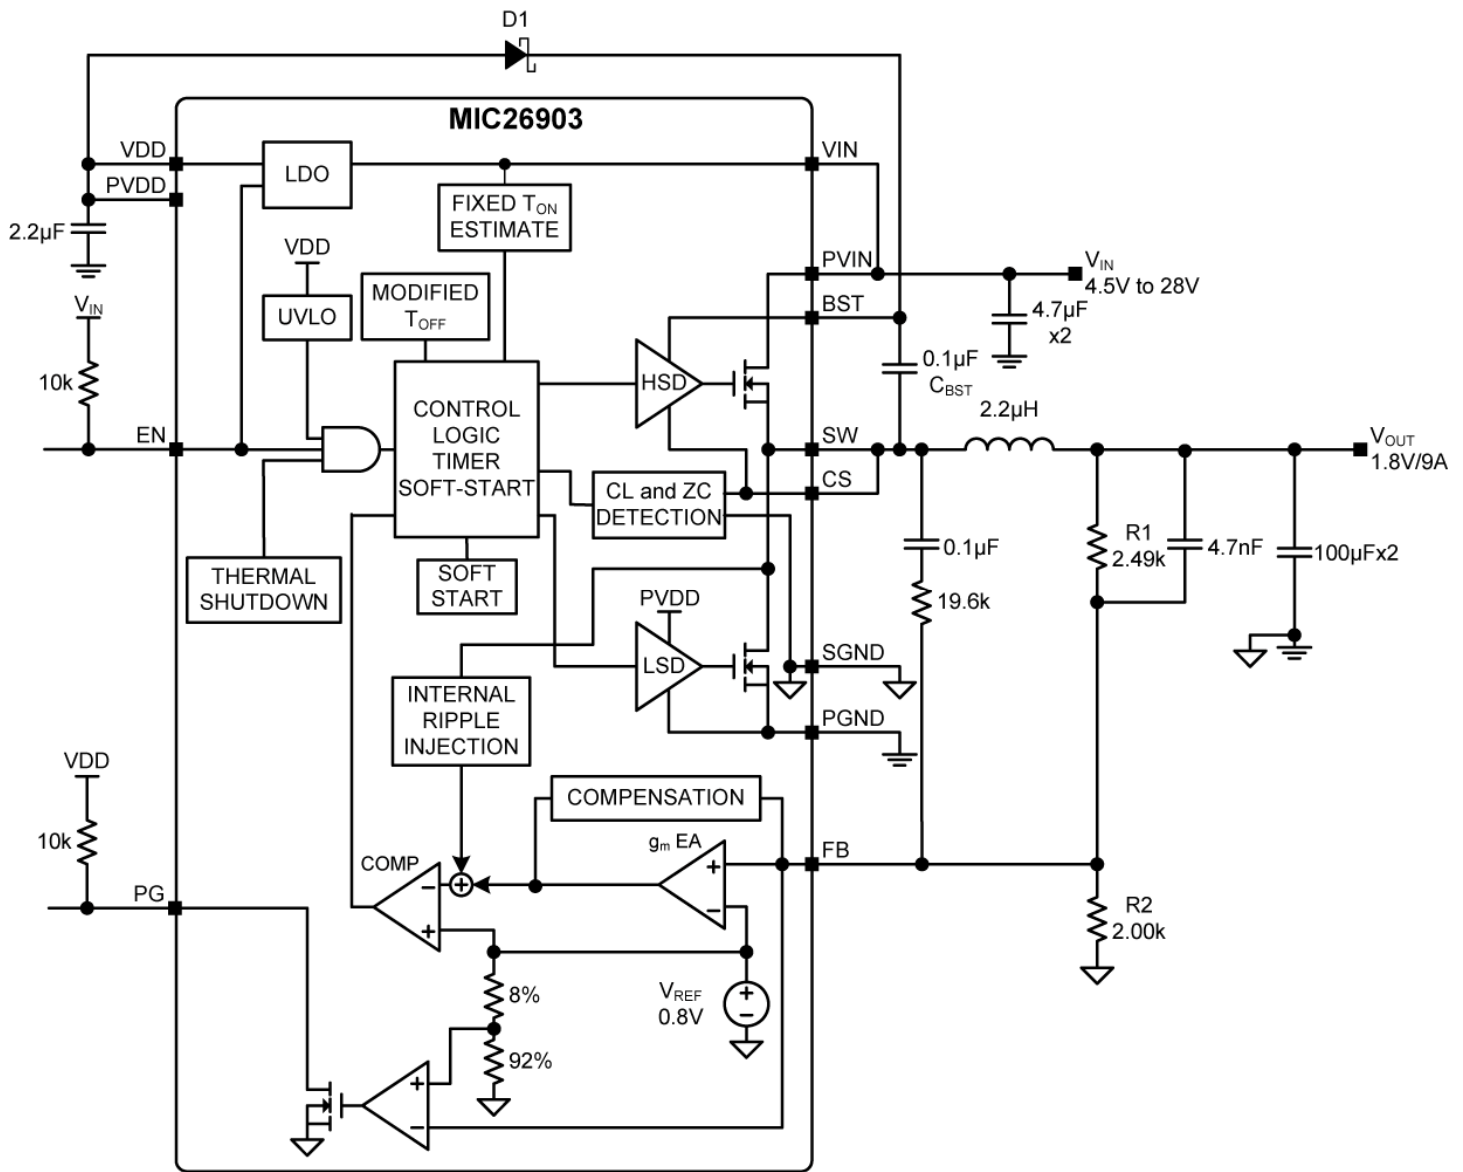 D1
MIC26903
VDD
LDO
VIN
PVDD
FIXED TON
ESTIMATE
2.2µF
VDD
PVIN
VIN
4.5V to 28V
MODIFIED
TOFF
VIN
UVLO
BST
4.7µF
x2
10k
HSD
0.1µF
CBST
2.2µH
CONTROL
LOGIC
TIMER
SOFT-START
EN
SW
VOUT
1.8V/9A
CS
CL and ZC
DETECTION
R1
2.49k
0.1µF
4.7nF
100µFx2
THERMAL
SHUTDOWN
SOFT
START
19.6k
PVDD
LSD
SGND
INTERNAL
RIPPLE
INJECTION
PGND
VDD
COMPENSATION
10k
gm EA
FB
COMP
+
−
+
−
+
PG
R2
2.00k
8%
VREF
0.8V
+
−
92%
+
−